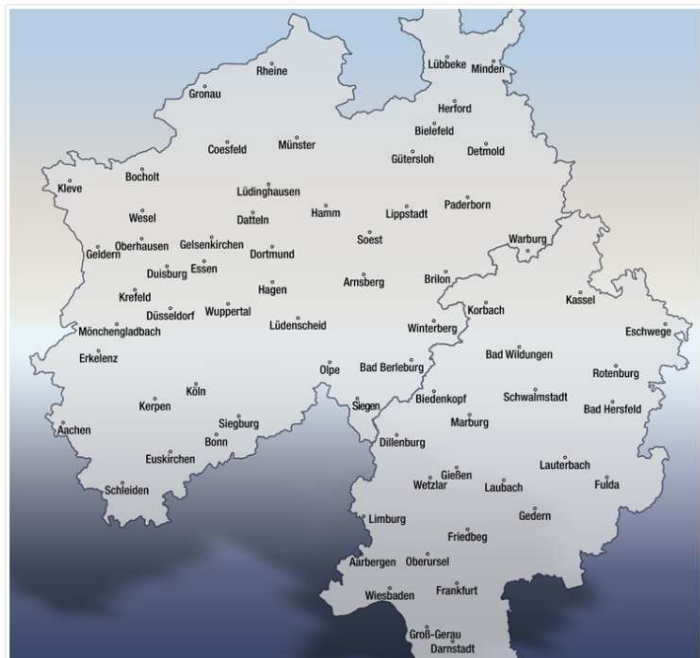 Lübbeke
Minden
Rheine
Gronau
Herford
Bielefeld
Coesfeld
Münster
Gütersloh
Detmold
Bocholt
Kleve
Lüdinghausen
Wesel
Datteln
Hamm
Lippstadt
Paderborn
Soest
Warburg
Oberhausen
Gelsenkirchen
Geldern
Dortmund
Duisburg
Essen
Arnsberg
Brilon
Krefeld
Hagen
Kassel
Düsseldorf
Wuppertal
Korbach
Mönchengladbach
Lüdenscheid
Winterberg
Eschwege
Erkelenz
Bad Wildungen
Olpe
Bad Berleburg
Rotenburg
Köln
Kerpen
Siegen
Biedenkopf
Schwalmstadt
Bad Hersfeld
Aachen
Siegburg
Marburg
Bonn
Dillenburg
Euskirchen
Lauterbach
Gießen
Schleiden
Wetzlar
Laubach
Fulda
Limburg
Gedern
Friedbeg
Aarbergen
Oberursel
Wiesbaden
Frankfurt
Groß-Gerau
Darnstadt